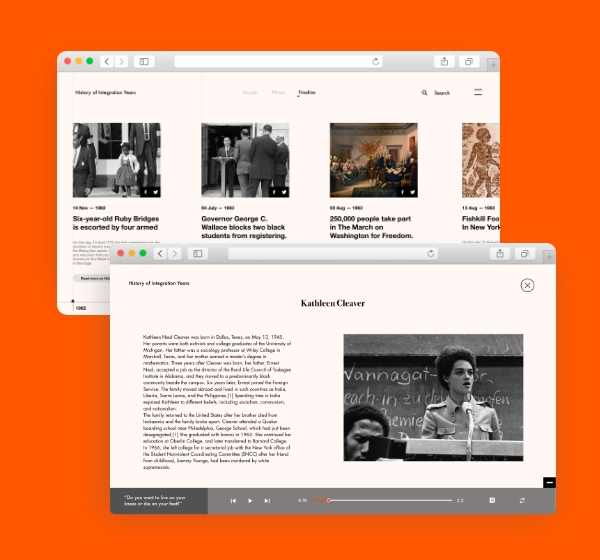 History of Integration Years
People
Places
Timeline
Search
14 Nov — 1962
Six-year-old Ruby Bridges
is escorted by four armed
04 July — 1963
Governor George C.
Wallace blocks two black
students from registering.
22 Aug — 1963
250,000 people take part
in The March on
Washington for Freedom.
13 Aug — 1963
Fishkill Foo
In New York
1962
History of Integration Years
Kathleen Cleaver
Kathleen Neal Cleaver was born in Dallas, Texas, on May 13, 1945.
Her parents were both activists and college graduates of the University of
Michigan. Her father was a sociology professor at Wiley College in
Marshall, Texas, and her mother earned a master's degree in
mathematics. Three years after Cleaver was born, her father, Ernest
Neal, accepted a job as the director of the Rural Life Council of Tuskegee
Institute in Alabama, and they moved to a predominantly black
community beside the campus. Six years later, Ernest joined the Foreign
Service. The family moved abroad and lived in such countries as India,
Liberia, Sierra Leone, and the Philippines.[1] Spending time in India
exposed Kathleen to different beliefs, including socialism, communism,
and nationalism.
The family returned to the United States after her brother died from
leukaemia and the family broke apart. Cleaver attended a Quaker
boarding school near Philadelphia, George School, which had just been
desegregated.[1] She graduated with honors in 1963. She continued her
education at Oberlin College, and later transferred to Barnard College.
In 1966, she left college for a secretarial job with the New York office of
the Student Nonviolent Coordinating Committee (SNCC) after her friend
from childhood, Sammy Younge, had been murdered by white
supremacists.
"Do you want to live on your
knees or die on your feet?"